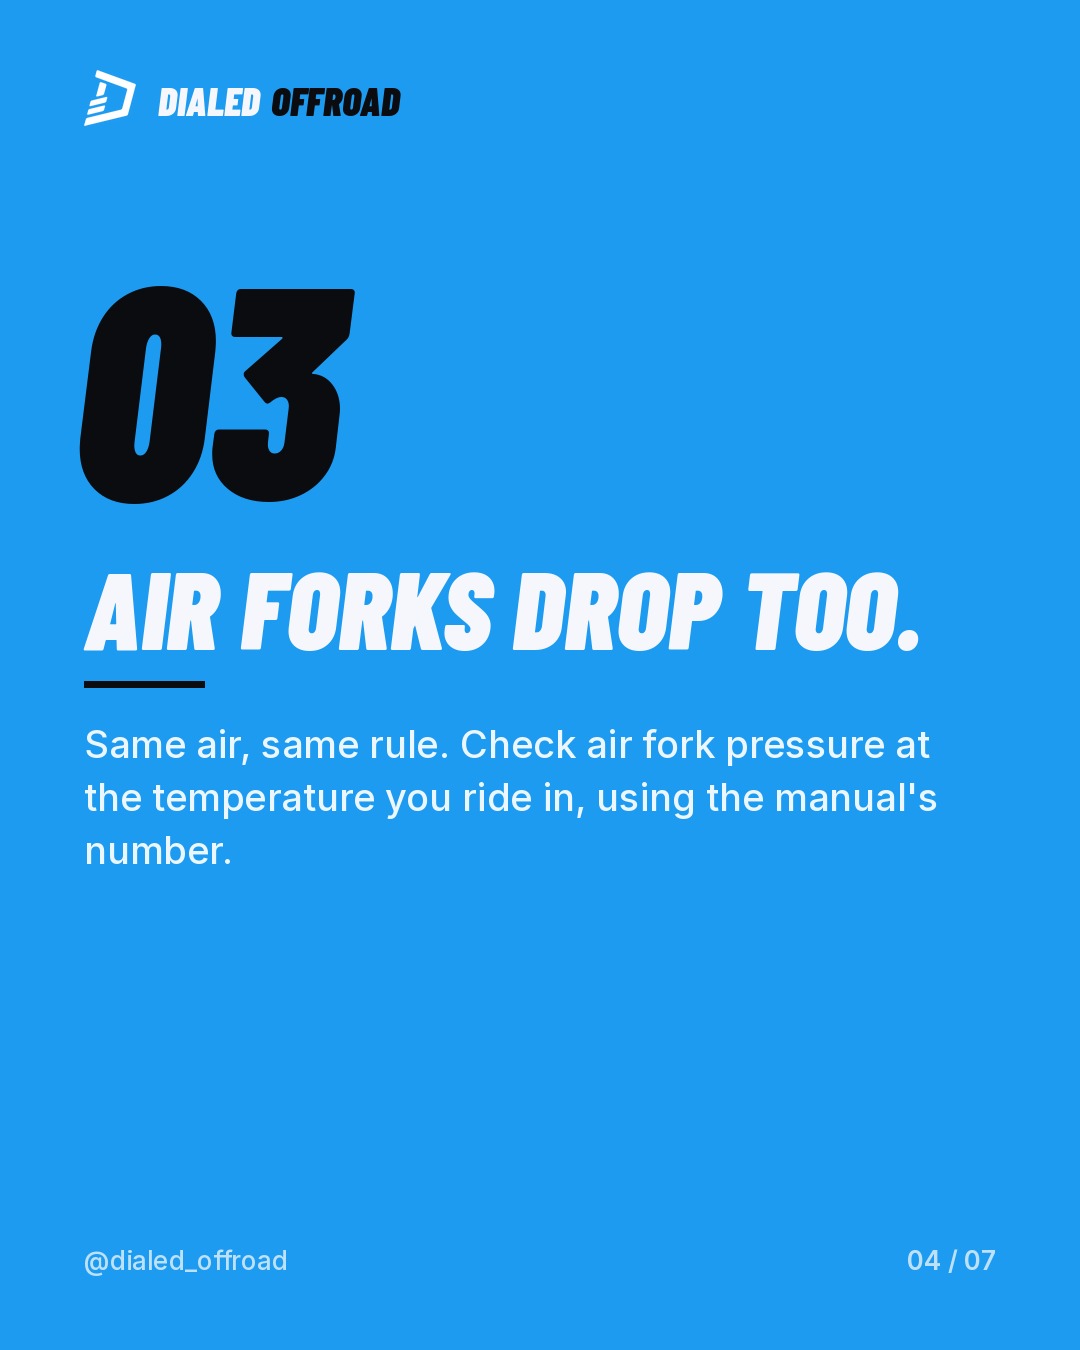 DIALED OFFROAD
03
AIR FORKS DROP TOO.
Same air, same rule. Check air fork pressure at
the temperature you ride in, using the manual's
number.
@dialed_offroad
04 / 07